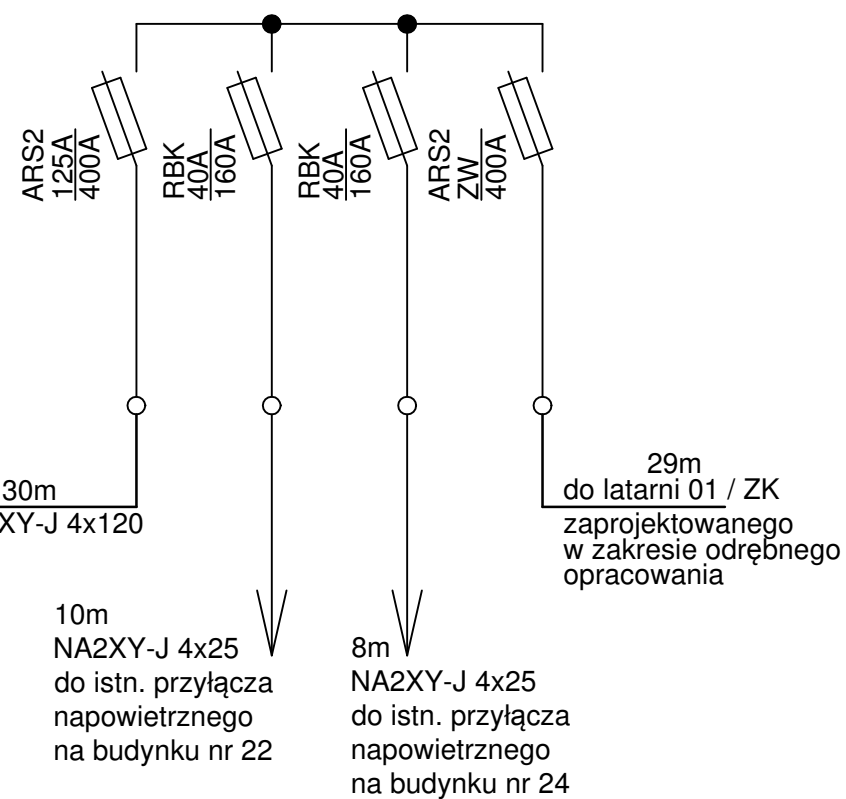 ARS2
125A
400A
RBK
40A
160A
RBK
40A
160A
ARS2
ZW
400A
30m
XY-J 4x120
29m
do latarni 01 / ZK
zaprojektowanego
w zakresie odrębnego
opracowania
10m
NA2XY-J 4x25
do istn. przyłącza
napowietrznego
na budynku nr 22
8m
NA2XY-J 4x25
do istn. przyłącza
napowietrznego
na budynku nr 24